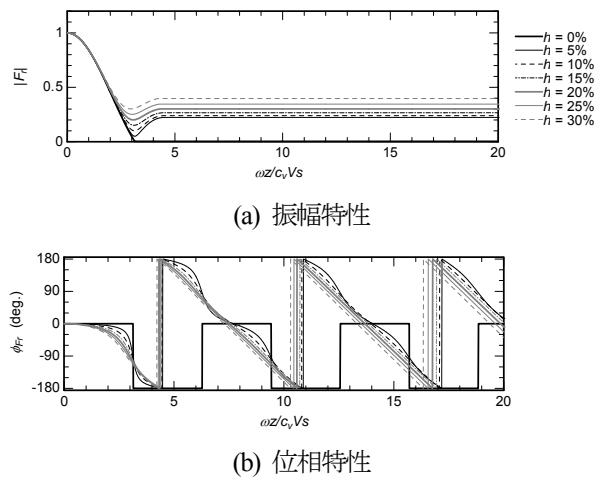 1
0.5
0
|Fr|
0 5 10 15 20
ωz/cvVs
h = 0%
h = 5%
h = 10%
h = 15%
h = 20%
h = 25%
h = 30%
(a) 振幅特性
180
90
0
-90
-180
ϕFr (deg.)
0 5 10 15 20
ωz/cvVs
(b) 位相特性